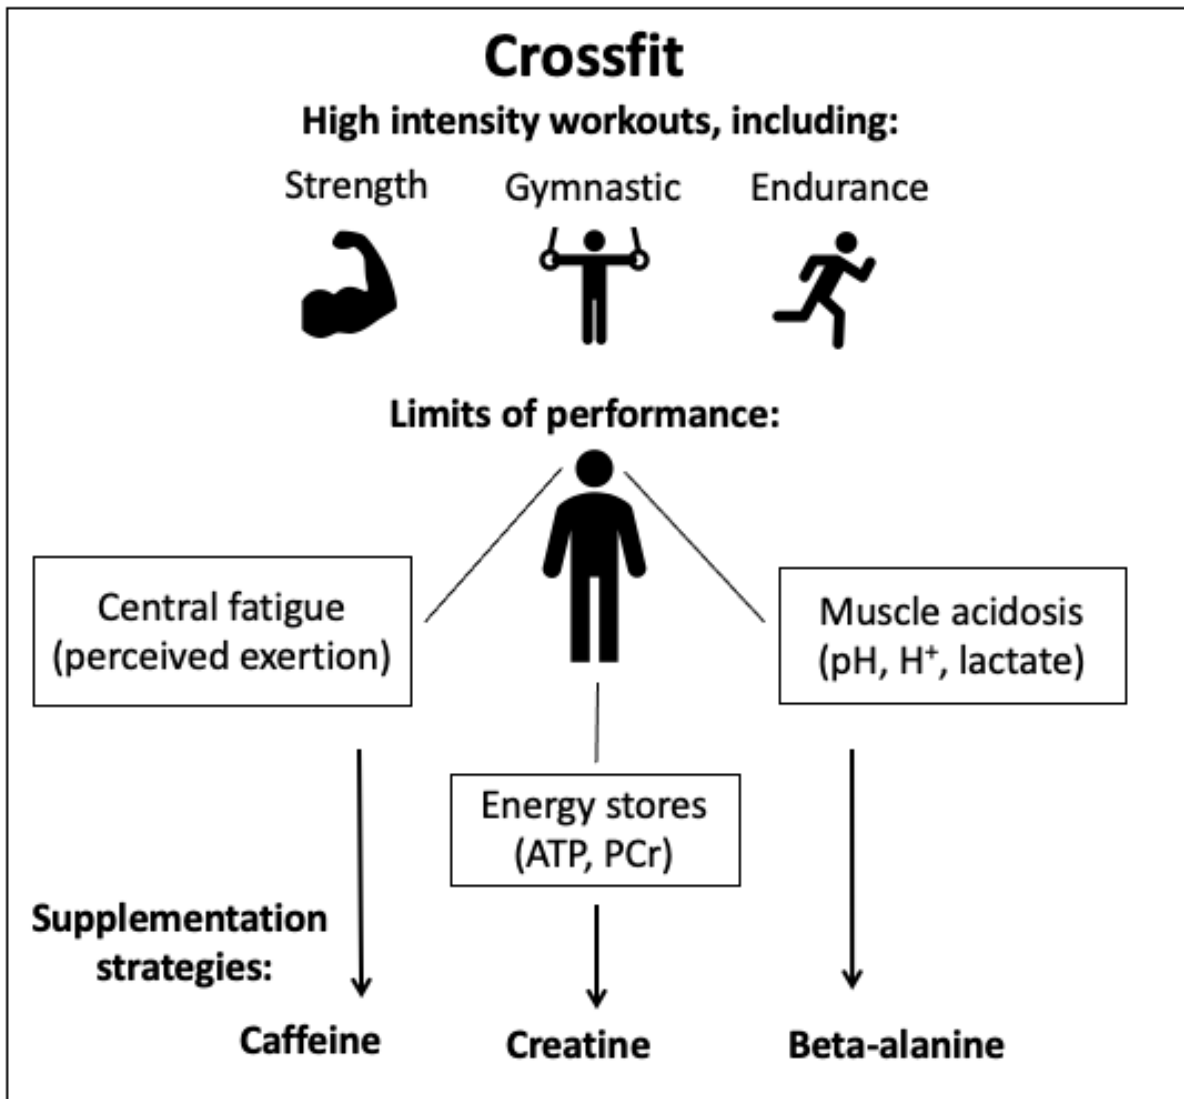 Crossfit
High intensity workouts, including:
Strength
Gymnastic
Endurance
Limits of performance:
Central fatigue
(perceived exertion)
Muscle acidosis
(pH, H⁺, lactate)
Energy stores
(ATP, PCr)
Supplementation
strategies:
Caffeine
Creatine
Beta-alanine